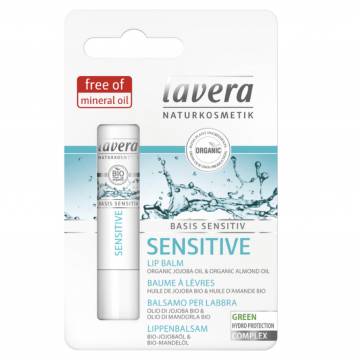 free of
mineral oil
lavera
NATURKOSMETIK
ORGANIC
BASIS SENSITIV
SENSITIVE
LIP BALM
ORGANIC JOJOBA OIL & ORGANIC ALMOND OIL
BAUME À LÈVRES
HUILE DE JOJOBA BIO & HUILE D'AMANDE BIO
BALSAMO PER LABBRA
OLIO DI JOJOBA BIO &
OLIO DI MANDORLA BIO
LIPPENBALSAM
BIO-JOJOBAÖL &
BIO-MANDELÖL
GREEN
HYDRO PROTECTION
COMPLEX
lavera
NATURKOSMET
BIO
SENSITIVE